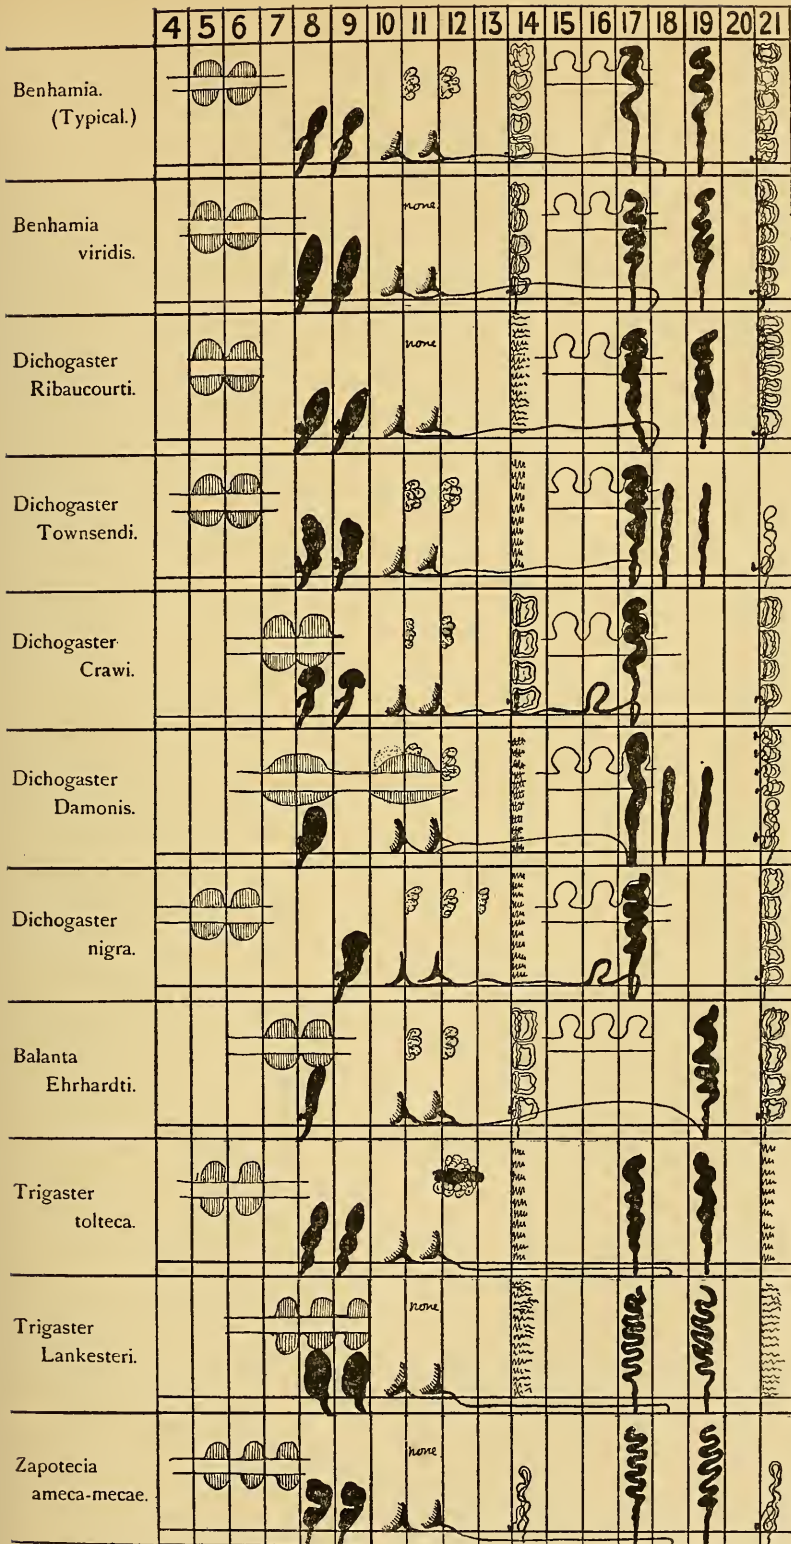 4 5 6 7 8 9 10 11 12 13 14 15 16 17 18 19 20 21
Benhamia.
(Typical.)
Benhamia
viridis.
none.
Dichogaster
Ribaucourti.
none
Dichogaster
Townsendi.
Dichogaster
Crawi.
Dichogaster
Damonis.
Dichogaster
nigra.
Balanta
Ehrhardti.
Trigaster
tolteca.
Trigaster
Lankesteri.
none
Zapotecia
ameca-mecae.
none